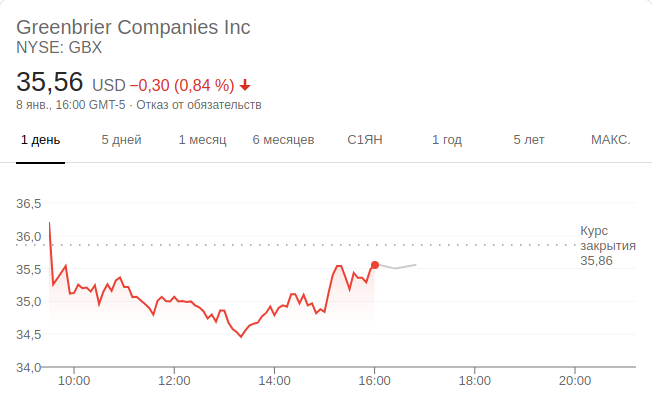 Greenbrier Companies Inc
NYSE: GBX
35,56 USD −0,30 (0,84 %)
8 янв., 16:00 GMT-5 · Отказ от обязательств
1 день 5 дней 1 месяц 6 месяцев С1ЯН 1 год 5 лет МАКС.
36,5
36,0
35,5
35,0
34,5
34,0
Курс
закрытия
35,86
10:00 12:00 14:00 16:00 18:00 20:00